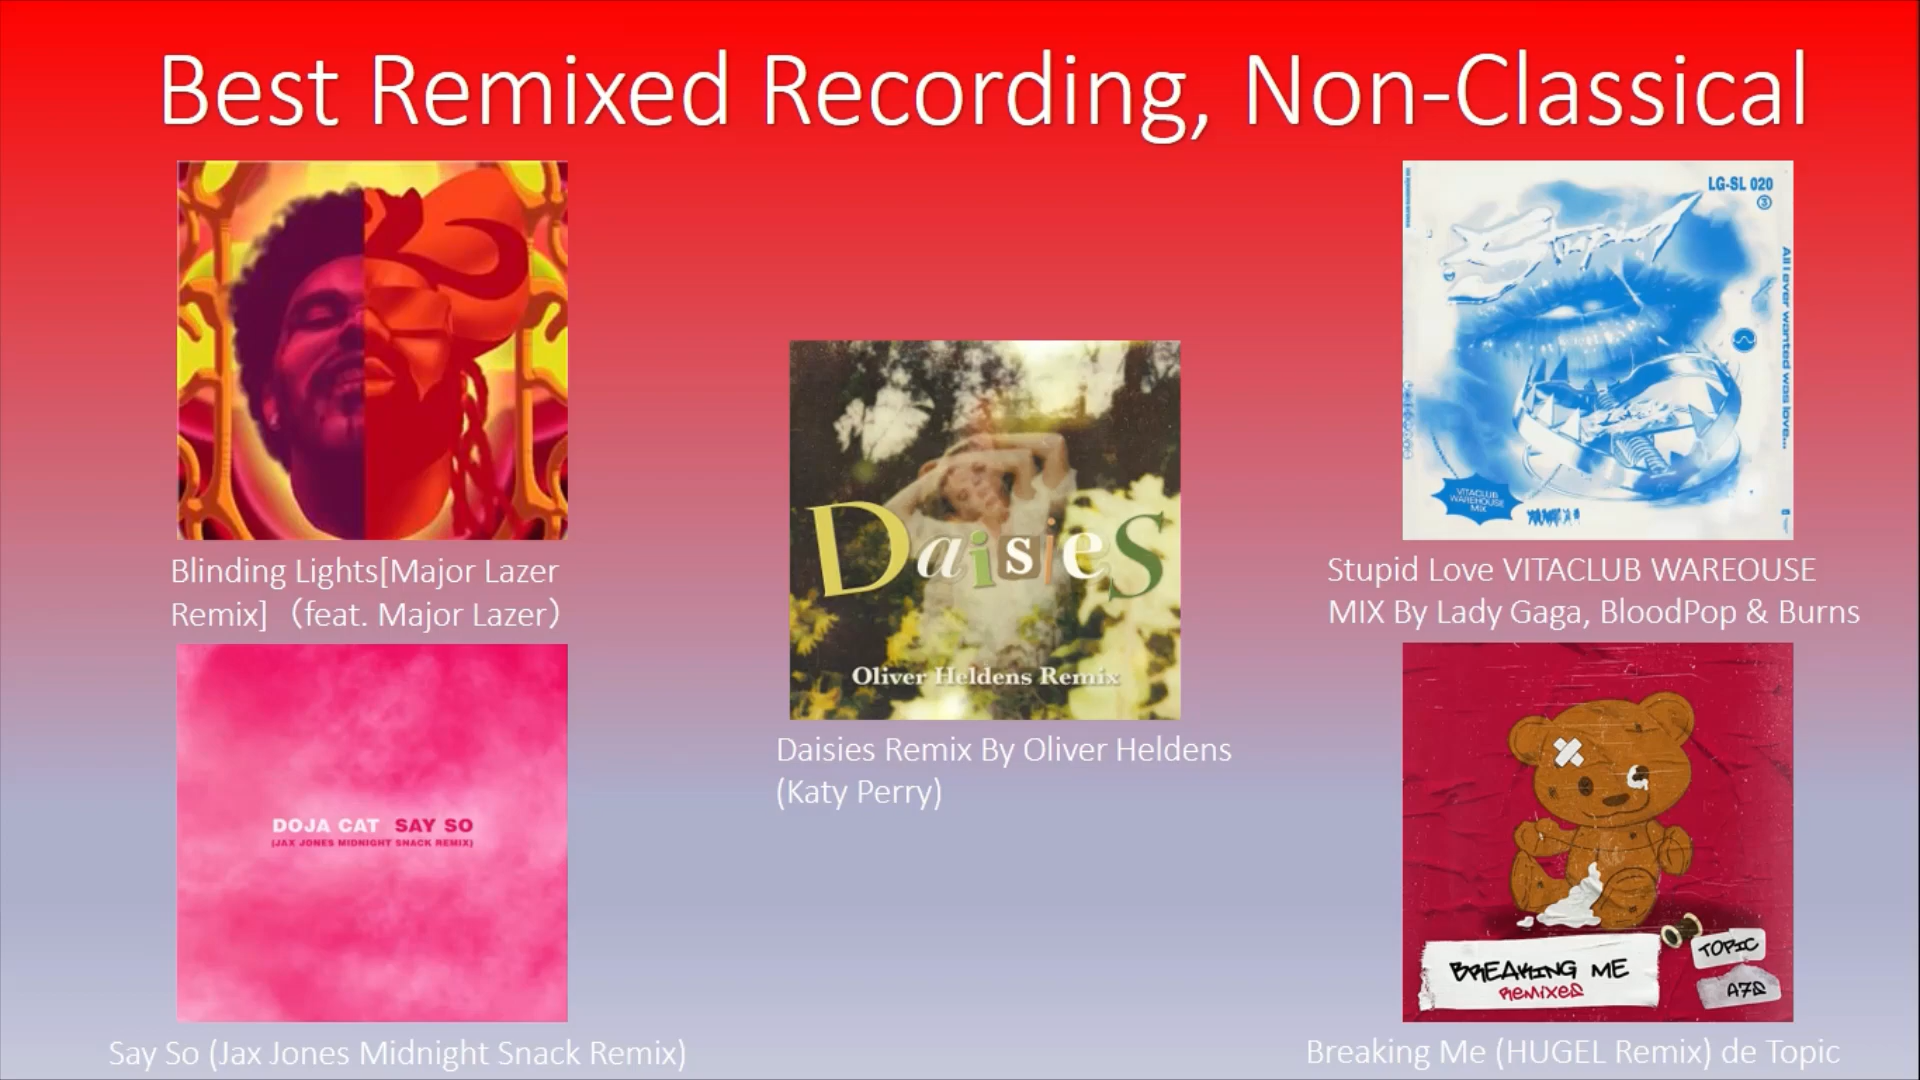 Best Remixed Recording, Non-Classical
Blinding Lights[Major Lazer
Remix]（feat. Major Lazer）
DOJA CAT SAY SO
(JAX JONES MIDNIGHT SNACK REMIX)
Say So (Jax Jones Midnight Snack Remix)
Daisies
Oliver Heldens Remix
Daisies Remix By Oliver Heldens
(Katy Perry)
LG-SL 020
3
All I ever wanted was love...
VITACLUB
WAREHOUSE
MIX
Stupid Love VITACLUB WAREOUSE
MIX By Lady Gaga, BloodPop & Burns
BREAKING ME
REMIXES
TOPIC
A7S
Breaking Me (HUGEL Remix) de Topic